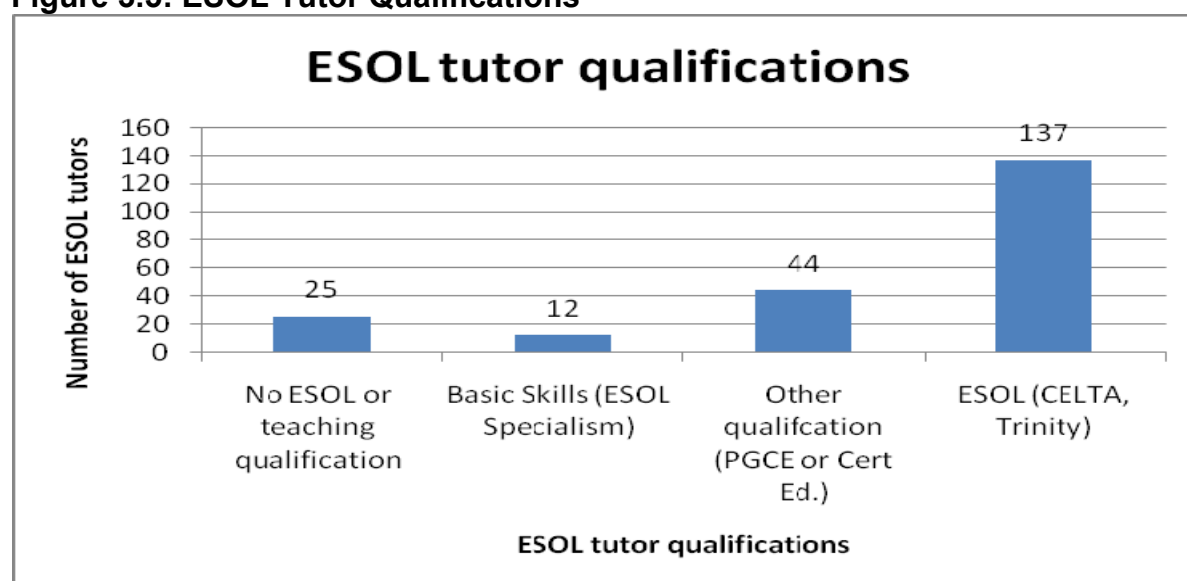 ESOL tutor qualifications
Number of ESOL tutors
160
140
120
100
80
60
40
20
0
25
12
44
137
No ESOL or
teaching
qualification
Basic Skills (ESOL
Specialism)
Other
qualifcation
(PGCE or Cert
Ed.)
ESOL (CELTA,
Trinity)
ESOL tutor qualifications